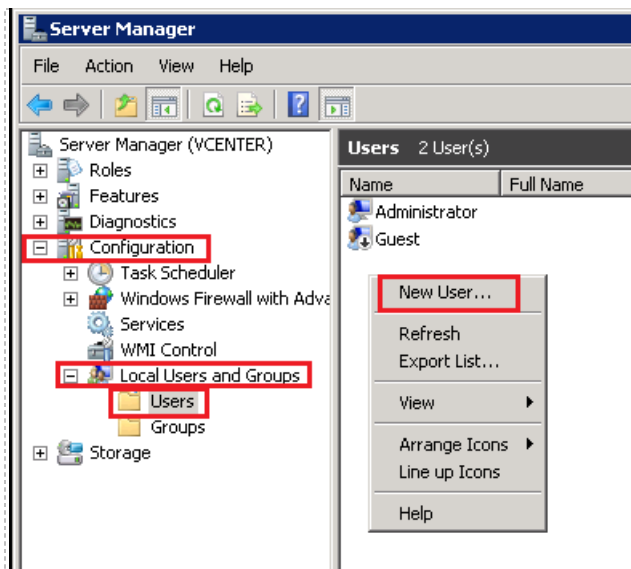 Server Manager
File Action View Help
Server Manager (VCENTER)
Roles
Features
Diagnostics
Configuration
Task Scheduler
Windows Firewall with Adva
Services
WMI Control
Local Users and Groups
Users
Groups
Storage
Users 2 User(s)
Name Full Name
Administrator
Guest
New User...
Refresh
Export List...
View
Arrange Icons
Line up Icons
Help